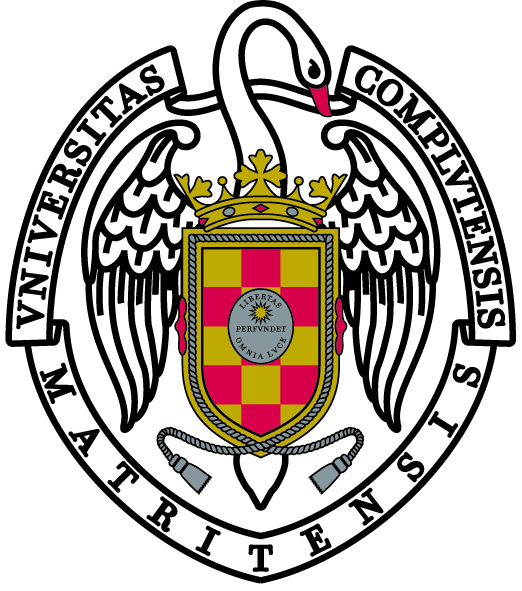 VNIVERSITAS
COMPLVTENSIS
MATRITENSIS
LIBERTAS
PERFVNDET
OMNIA LVCE